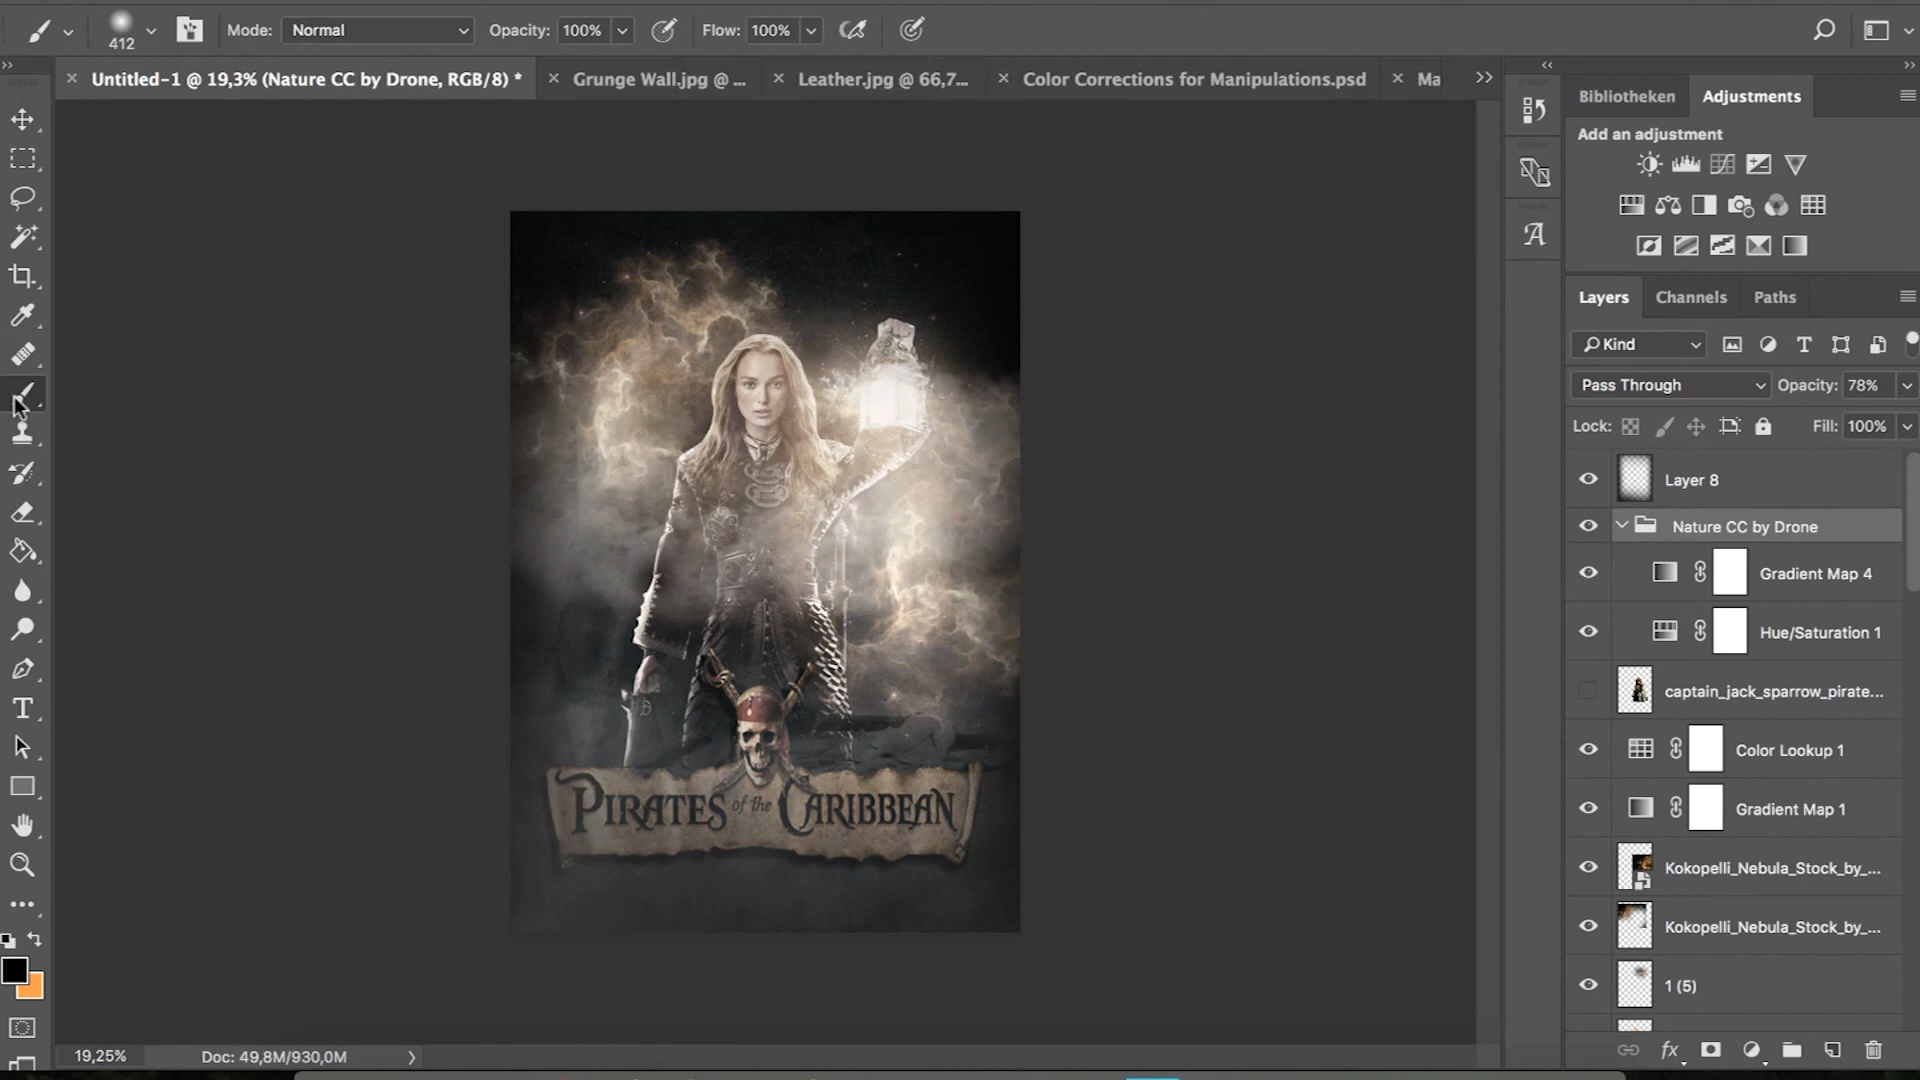 412
Mode: Normal Opacity: 100% Flow: 100%
Untitled-1 @ 19,3% (Nature CC by Drone, RGB/8) *
Grunge Wall.jpg @ ...
Leather.jpg @ 66,7...
Color Corrections for Manipulations.psd
Ma
Bibliotheken Adjustments
Add an adjustment
Layers Channels Paths
Kind
Pass Through Opacity: 78%
Lock: Fill: 100%
Layer 8
Nature CC by Drone
Gradient Map 4
Hue/Saturation 1
captain_jack_sparrow_pirate...
Color Lookup 1
Gradient Map 1
Kokopelli_Nebula_Stock_by_...
Kokopelli_Nebula_Stock_by_...
1 (5)
fx
PIRATES of the CARIBBEAN
19,25% Doc: 49,8M/930,0M